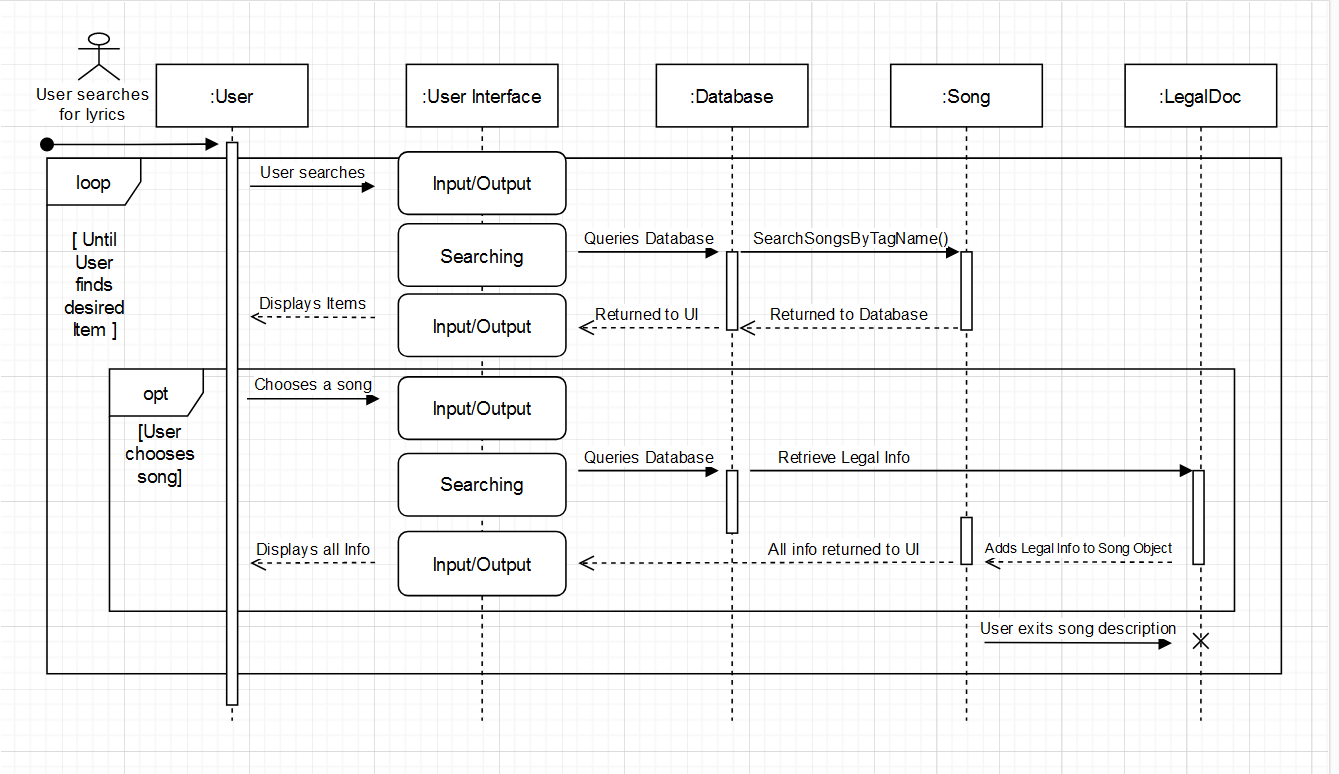 User searches
for lyrics
:User
:User Interface
:Database
:Song
:LegalDoc
loop
[ Until
User
finds
desired
Item ]
User searches
Input/Output
Searching
Queries Database
SearchSongsByTagName()
Displays Items
Input/Output
Returned to UI
Returned to Database
opt
[User
chooses
song]
Chooses a song
Input/Output
Searching
Queries Database
Retrieve Legal Info
Displays all Info
Input/Output
All info returned to UI
Adds Legal Info to Song Object
User exits song description